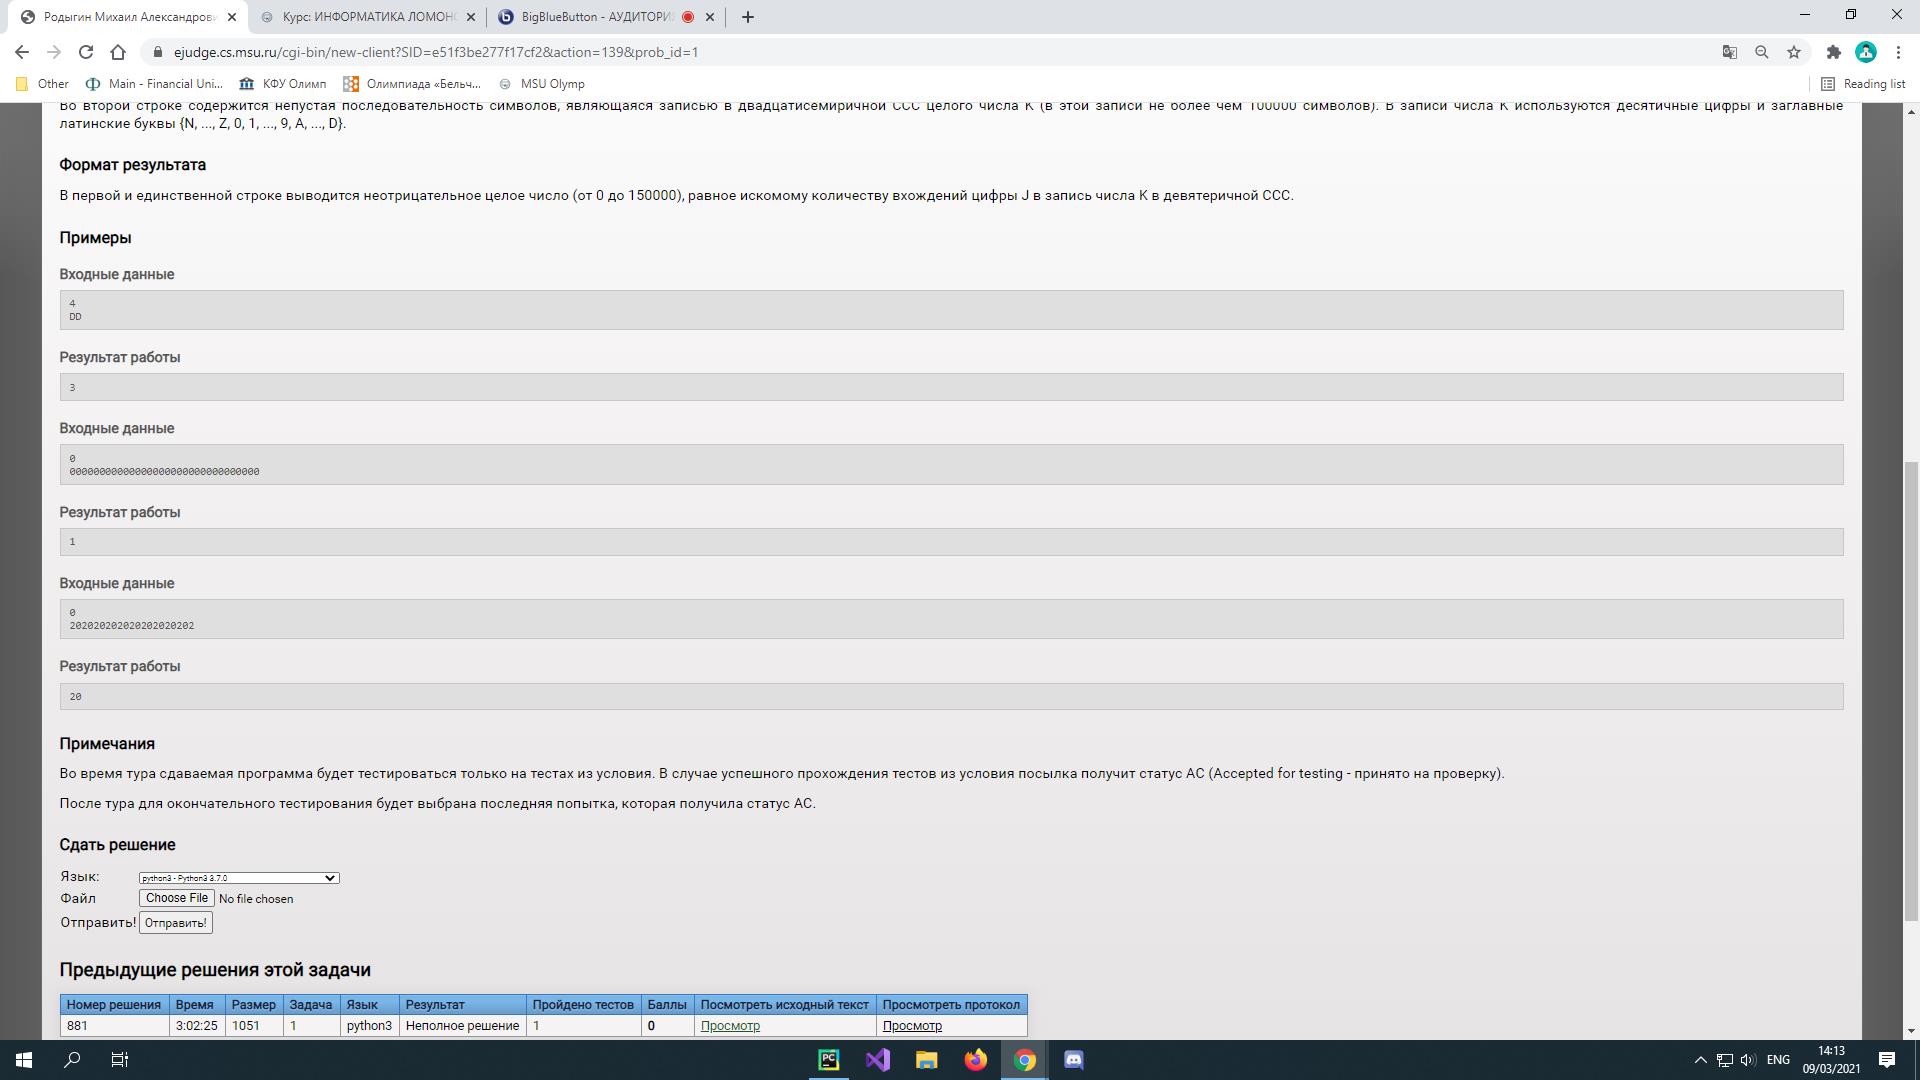 Родыгин Михаил Александрови
Курс: ИНФОРМАТИКА ЛОМОНО
BigBlueButton - АУДИТОРИЯ
ejudge.cs.msu.ru/cgi-bin/new-client?SID=e51f3be277f17cf2&action=139&prob_id=1
Other
Main - Financial Uni...
КФУ Олимп
Олимпиада «Бельч...
MSU Olymp
Reading list
Во второй строке содержится непустая последовательность символов, являющаяся записью в двадцатисемиричной ССС целого числа K (в этой записи не более чем 100000 символов). В записи числа K используются десятичные цифры и заглавные
латинские буквы {N, ..., Z, 0, 1, ..., 9, A, ..., D}.
Формат результата
В первой и единственной строке выводится неотрицательное целое число (от 0 до 150000), равное искомому количеству вхождений цифры J в запись числа K в девятеричной ССС.
Примеры
Входные данные
4
DD
Результат работы
3
Входные данные
0
00000000000000000000000000000000000000
Результат работы
1
Входные данные
0
2020202020202020202020202
Результат работы
20
Примечания
Во время тура сдаваемая программа будет тестироваться только на тестах из условия. В случае успешного прохождения тестов из условия посылка получит статус AC (Accepted for testing - принято на проверку).
После тура для окончательного тестирования будет выбрана последняя попытка, которая получила статус AC.
Сдать решение
Язык: python3 - Python3 3.7.0
Файл Choose File No file chosen
Отправить! Отправить!
Предыдущие решения этой задачи
Номер решения Время Размер Задача Язык Результат Пройдено тестов Баллы Посмотреть исходный текст Просмотреть протокол
881 3:02:25 1051 1 python3 Неполное решение 1 0 Просмотр Просмотр
PC
ENG
14:13
09/03/2021